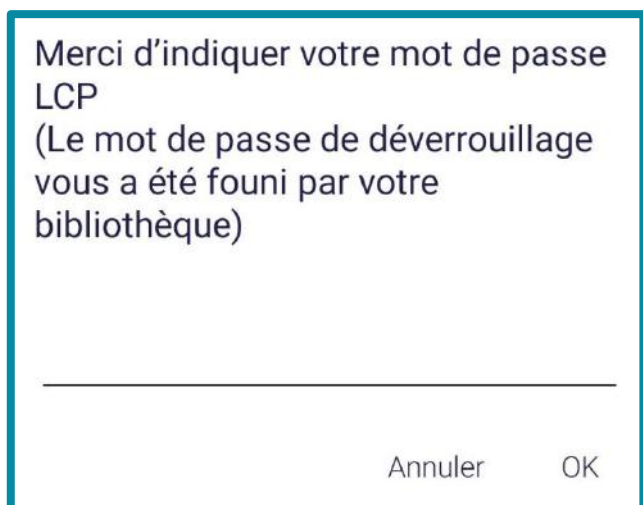 Merci d’indiquer votre mot de passe
LCP
(Le mot de passe de déverrouillage
vous a été founi par votre
bibliothèque)
Annuler OK